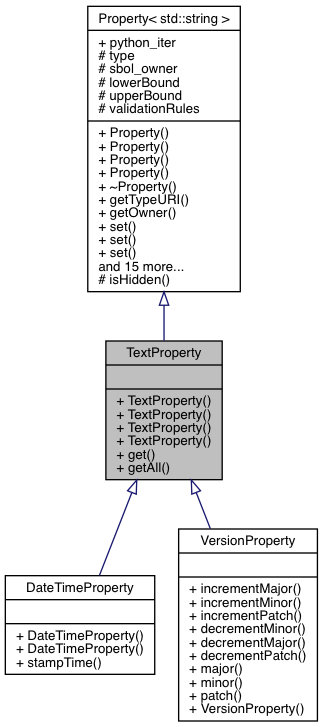 Property< std::string >
+ python_iter
# type
# sbol_owner
# lowerBound
# upperBound
# validationRules
+ Property()
+ Property()
+ Property()
+ Property()
+ ~Property()
+ getTypeURI()
+ getOwner()
+ set()
+ set()
+ set()
and 15 more...
# isHidden()
TextProperty
+ TextProperty()
+ TextProperty()
+ TextProperty()
+ TextProperty()
+ get()
+ getAll()
DateTimeProperty
+ DateTimeProperty()
+ DateTimeProperty()
+ stampTime()
VersionProperty
+ incrementMajor()
+ incrementMinor()
+ incrementPatch()
+ decrementMinor()
+ decrementMajor()
+ decrementPatch()
+ major()
+ minor()
+ patch()
+ VersionProperty()